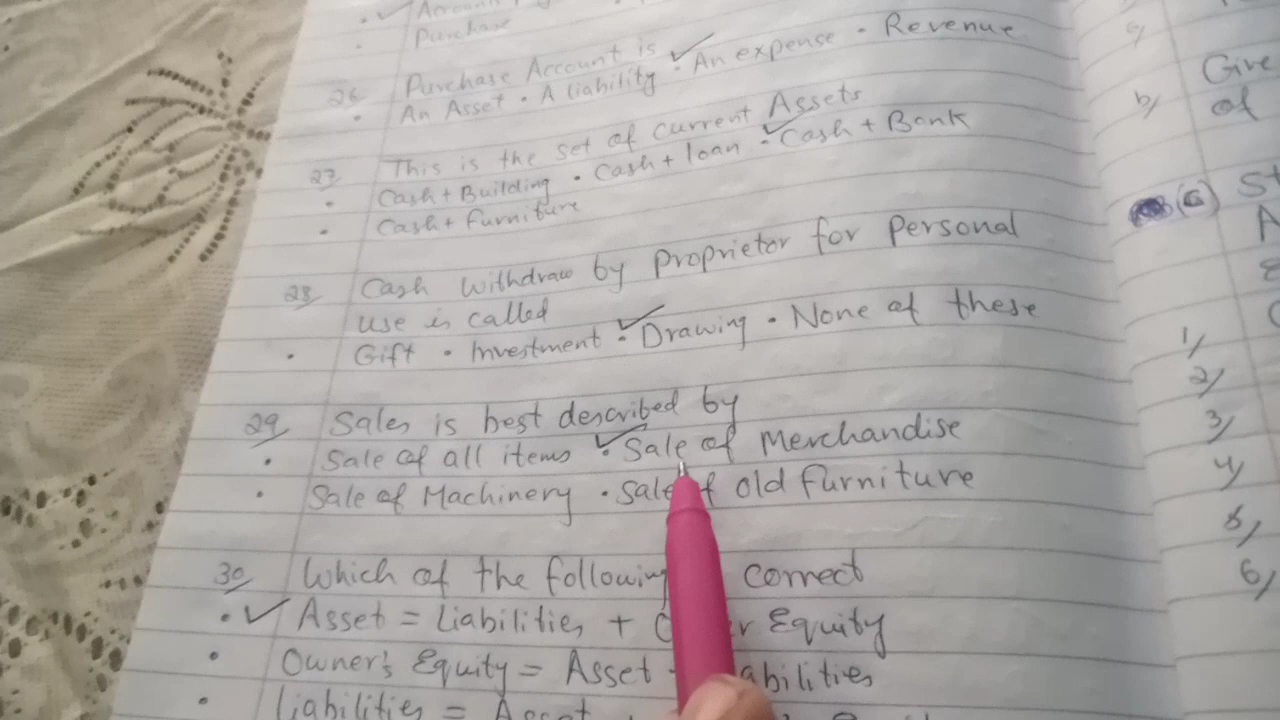 Account
Purchase
26 Purchase Account is
An Asset • A liability • An expense • Revenue
27 This is the set of current Assets
• Cash + Building • Cash + loan • Cash + Bank
• Cash + furniture
28 Cash withdraw by Proprietor for Personal
use is called
• Gift • Investment • Drawing • None of these
29 Sales is best described by
• Sale of all items • Sale of Merchandise
• Sale of Machinery • Sale of old furniture
30 Which of the following correct
• Asset = Liabilities + Equity
• Owner's Equity = Asset
• Liabilities =
b/ Give
of
(c)
1/
2/
3/
4/
5/
6/